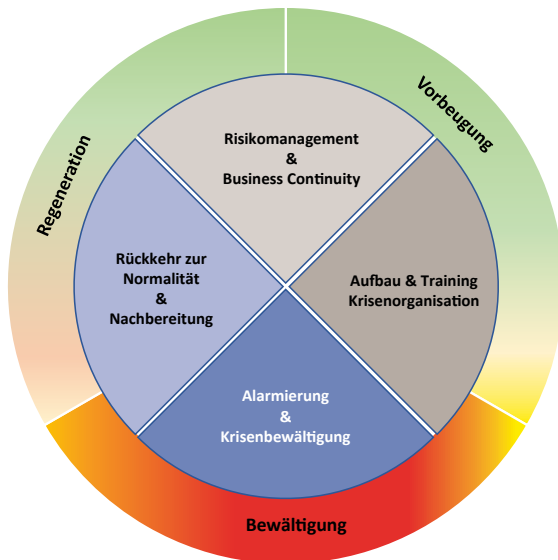 Vorbeugung
Regeneration
Risikomanagement
&
Business Continuity
Rückkehr zur
Normalität
&
Nachbereitung
Aufbau & Training
Krisenorganisation
Alarmierung
&
Krisenbewältigung
Bewältigung